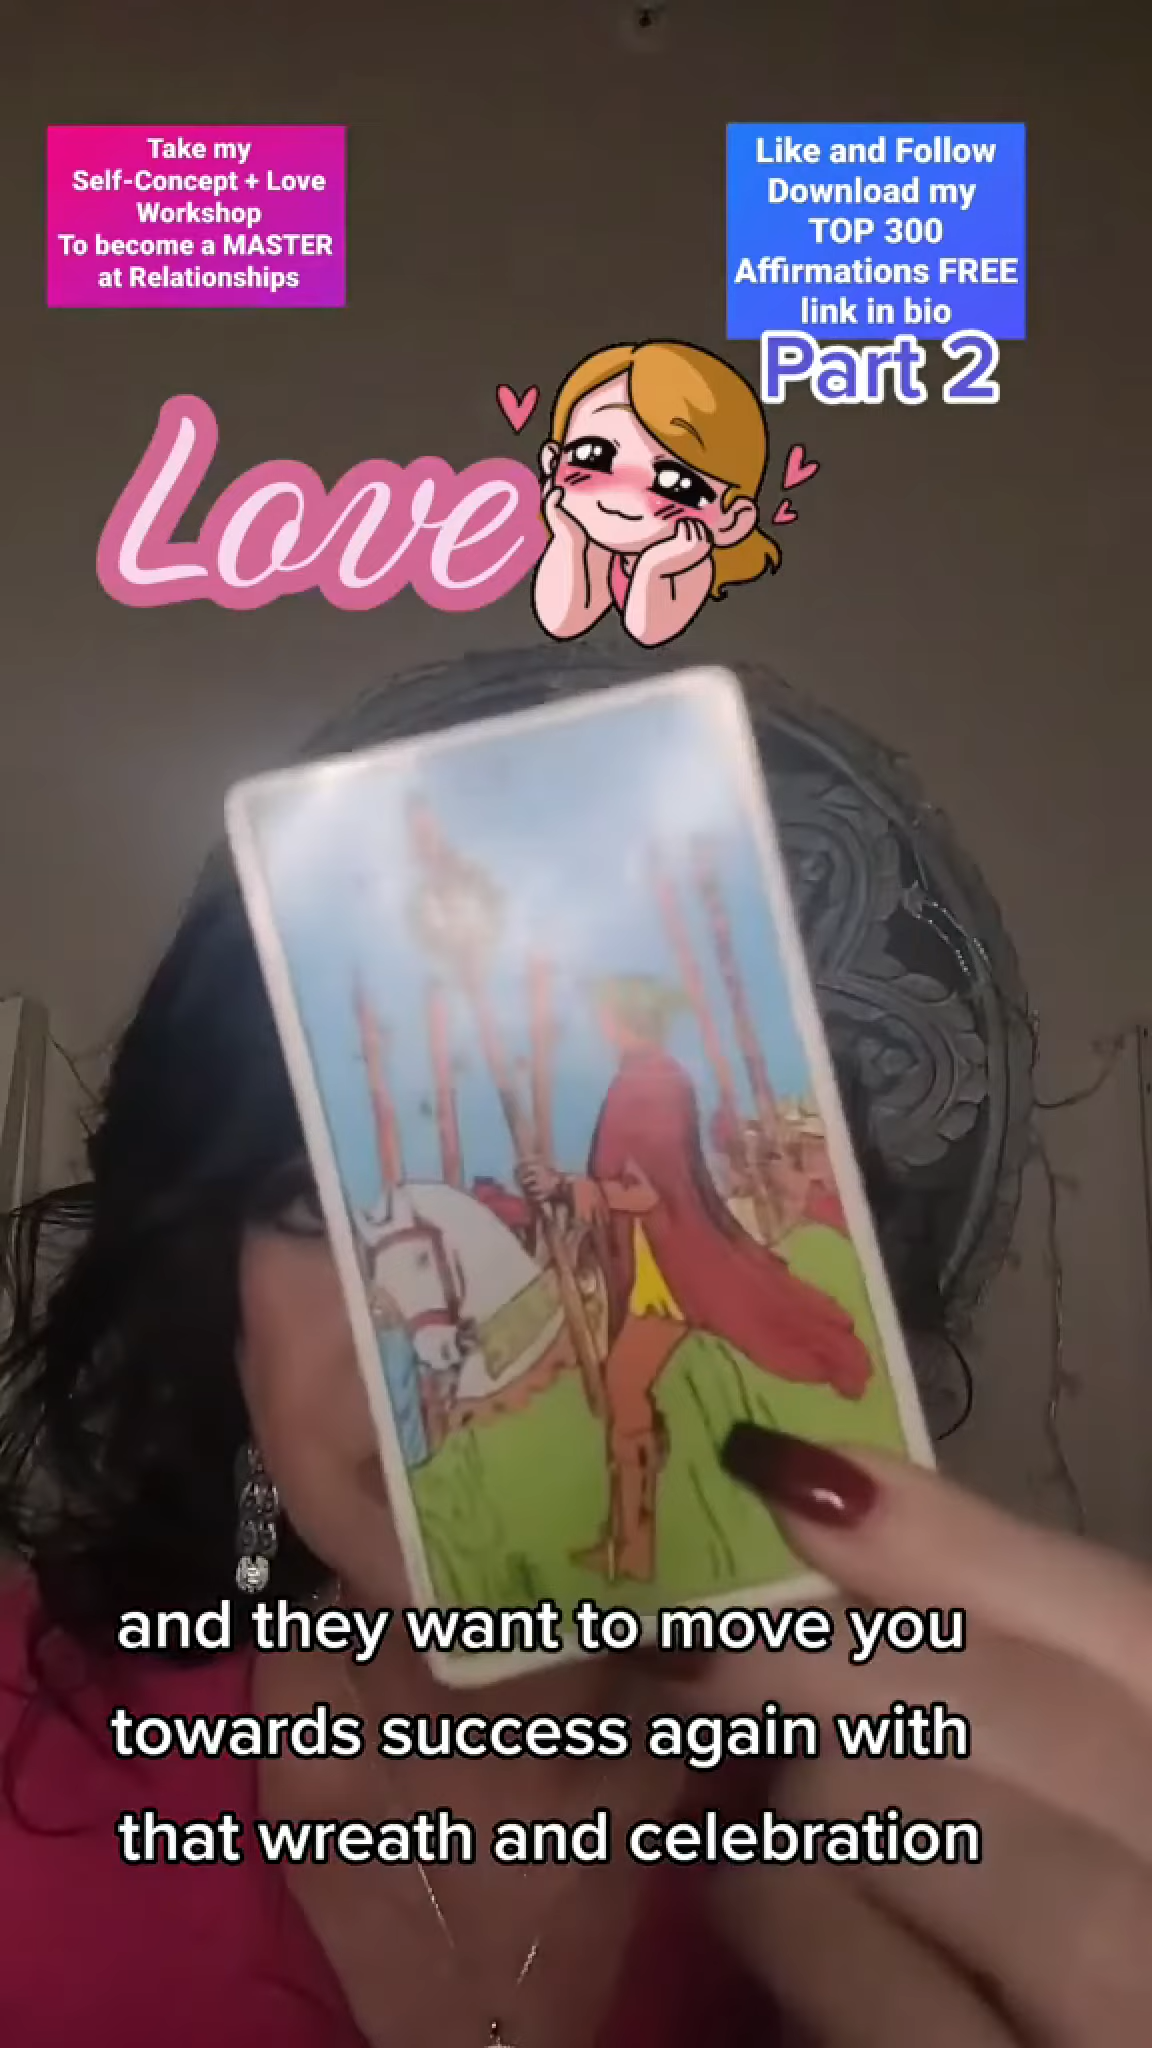 Take my
Self-Concept + Love
Workshop
To become a MASTER
at Relationships
Like and Follow
Download my
TOP 300
Affirmations FREE
link in bio
Part 2
Love
and they want to move you
towards success again with
that wreath and celebration